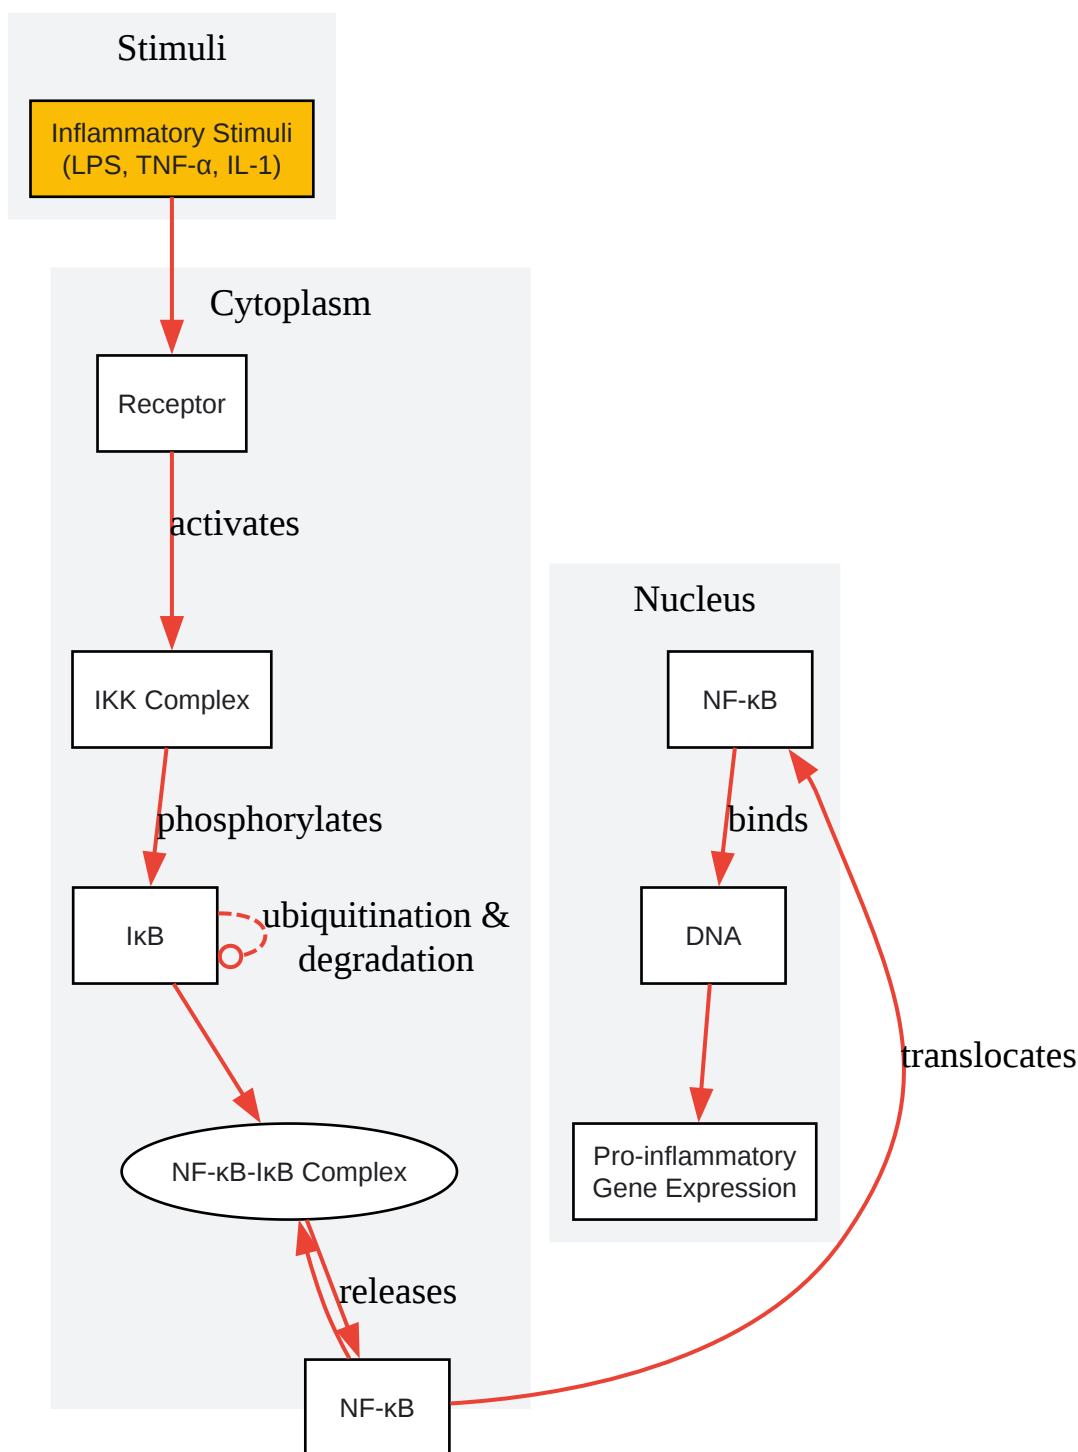 Stimuli
Inflammatory Stimuli
(LPS, TNF-α, IL-1)
Cytoplasm
Receptor
activates
IKK Complex
phosphorylates
IκB
ubiquitination &
degradation
NF-κB-IκB Complex
releases
NF-κB
Nucleus
NF-κB
binds
DNA
translocates
Pro-inflammatory
Gene Expression